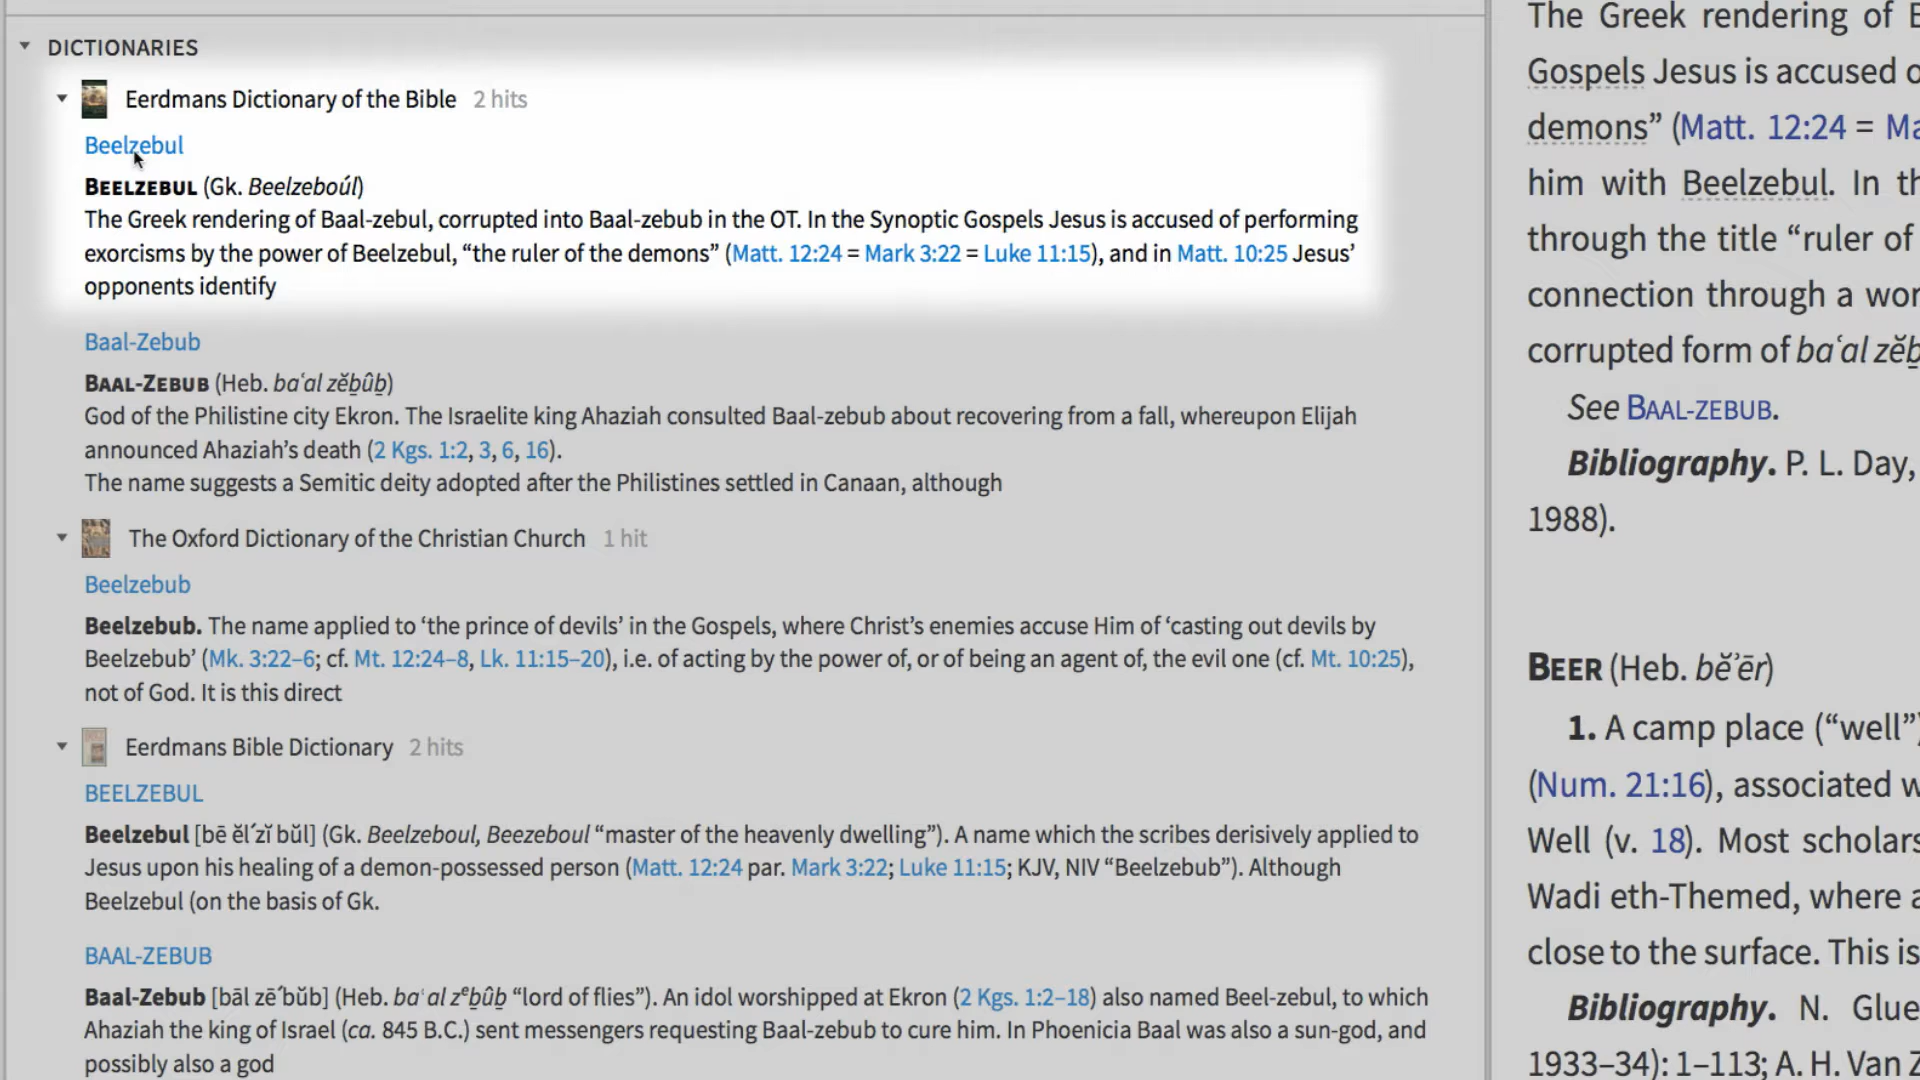 DICTIONARIES
Eerdmans Dictionary of the Bible 2 hits
Beelzebul
BEELZEBUL (Gk. Beelzeboúl)
The Greek rendering of Baal-zebul, corrupted into Baal-zebub in the OT. In the Synoptic Gospels Jesus is accused of performing
exorcisms by the power of Beelzebul, “the ruler of the demons” (Matt. 12:24 = Mark 3:22 = Luke 11:15), and in Matt. 10:25 Jesus’
opponents identify
Baal-Zebub
BAAL-ZEBUB (Heb. baʿal zĕḇûḇ)
God of the Philistine city Ekron. The Israelite king Ahaziah consulted Baal-zebub about recovering from a fall, whereupon Elijah
announced Ahaziah’s death (2 Kgs. 1:2, 3, 6, 16).
The name suggests a Semitic deity adopted after the Philistines settled in Canaan, although
The Oxford Dictionary of the Christian Church 1 hit
Beelzebub
Beelzebub. The name applied to ‘the prince of devils’ in the Gospels, where Christ’s enemies accuse Him of ‘casting out devils by
Beelzebub’ (Mk. 3:22–6; cf. Mt. 12:24–8, Lk. 11:15–20), i.e. of acting by the power of, or of being an agent of, the evil one (cf. Mt. 10:25),
not of God. It is this direct
Eerdmans Bible Dictionary 2 hits
BEELZEBUL
Beelzebul [bē ĕl´zĭ bŭl] (Gk. Beelzeboul, Beezeboul “master of the heavenly dwelling”). A name which the scribes derisively applied to
Jesus upon his healing of a demon-possessed person (Matt. 12:24 par. Mark 3:22; Luke 11:15; KJV, NIV “Beelzebub”). Although
Beelzebul (on the basis of Gk.
BAAL-ZEBUB
Baal-Zebub [bāl zē´bŭb] (Heb. baʿal zᵉḇûḇ “lord of flies”). An idol worshipped at Ekron (2 Kgs. 1:2–18) also named Beel-zebul, to which
Ahaziah the king of Israel (ca. 845 B.C.) sent messengers requesting Baal-zebub to cure him. In Phoenicia Baal was also a sun-god, and
possibly also a god
The Greek rendering of
Gospels Jesus is accused
demons” (Matt. 12:24 =
him with Beelzebul. In
through the title “ruler of
connection through a
corrupted form of baʿal
See BAAL-ZEBUB.
Bibliography. P. L. Day,
1988).
BEER (Heb. bĕʾēr)
1. A camp place (“well”)
(Num. 21:16), associated
Well (v. 18). Most scholars
Wadi eth-Themed, where
close to the surface. This is
Bibliography. N.
1933–34): 1–113; A. H. Van